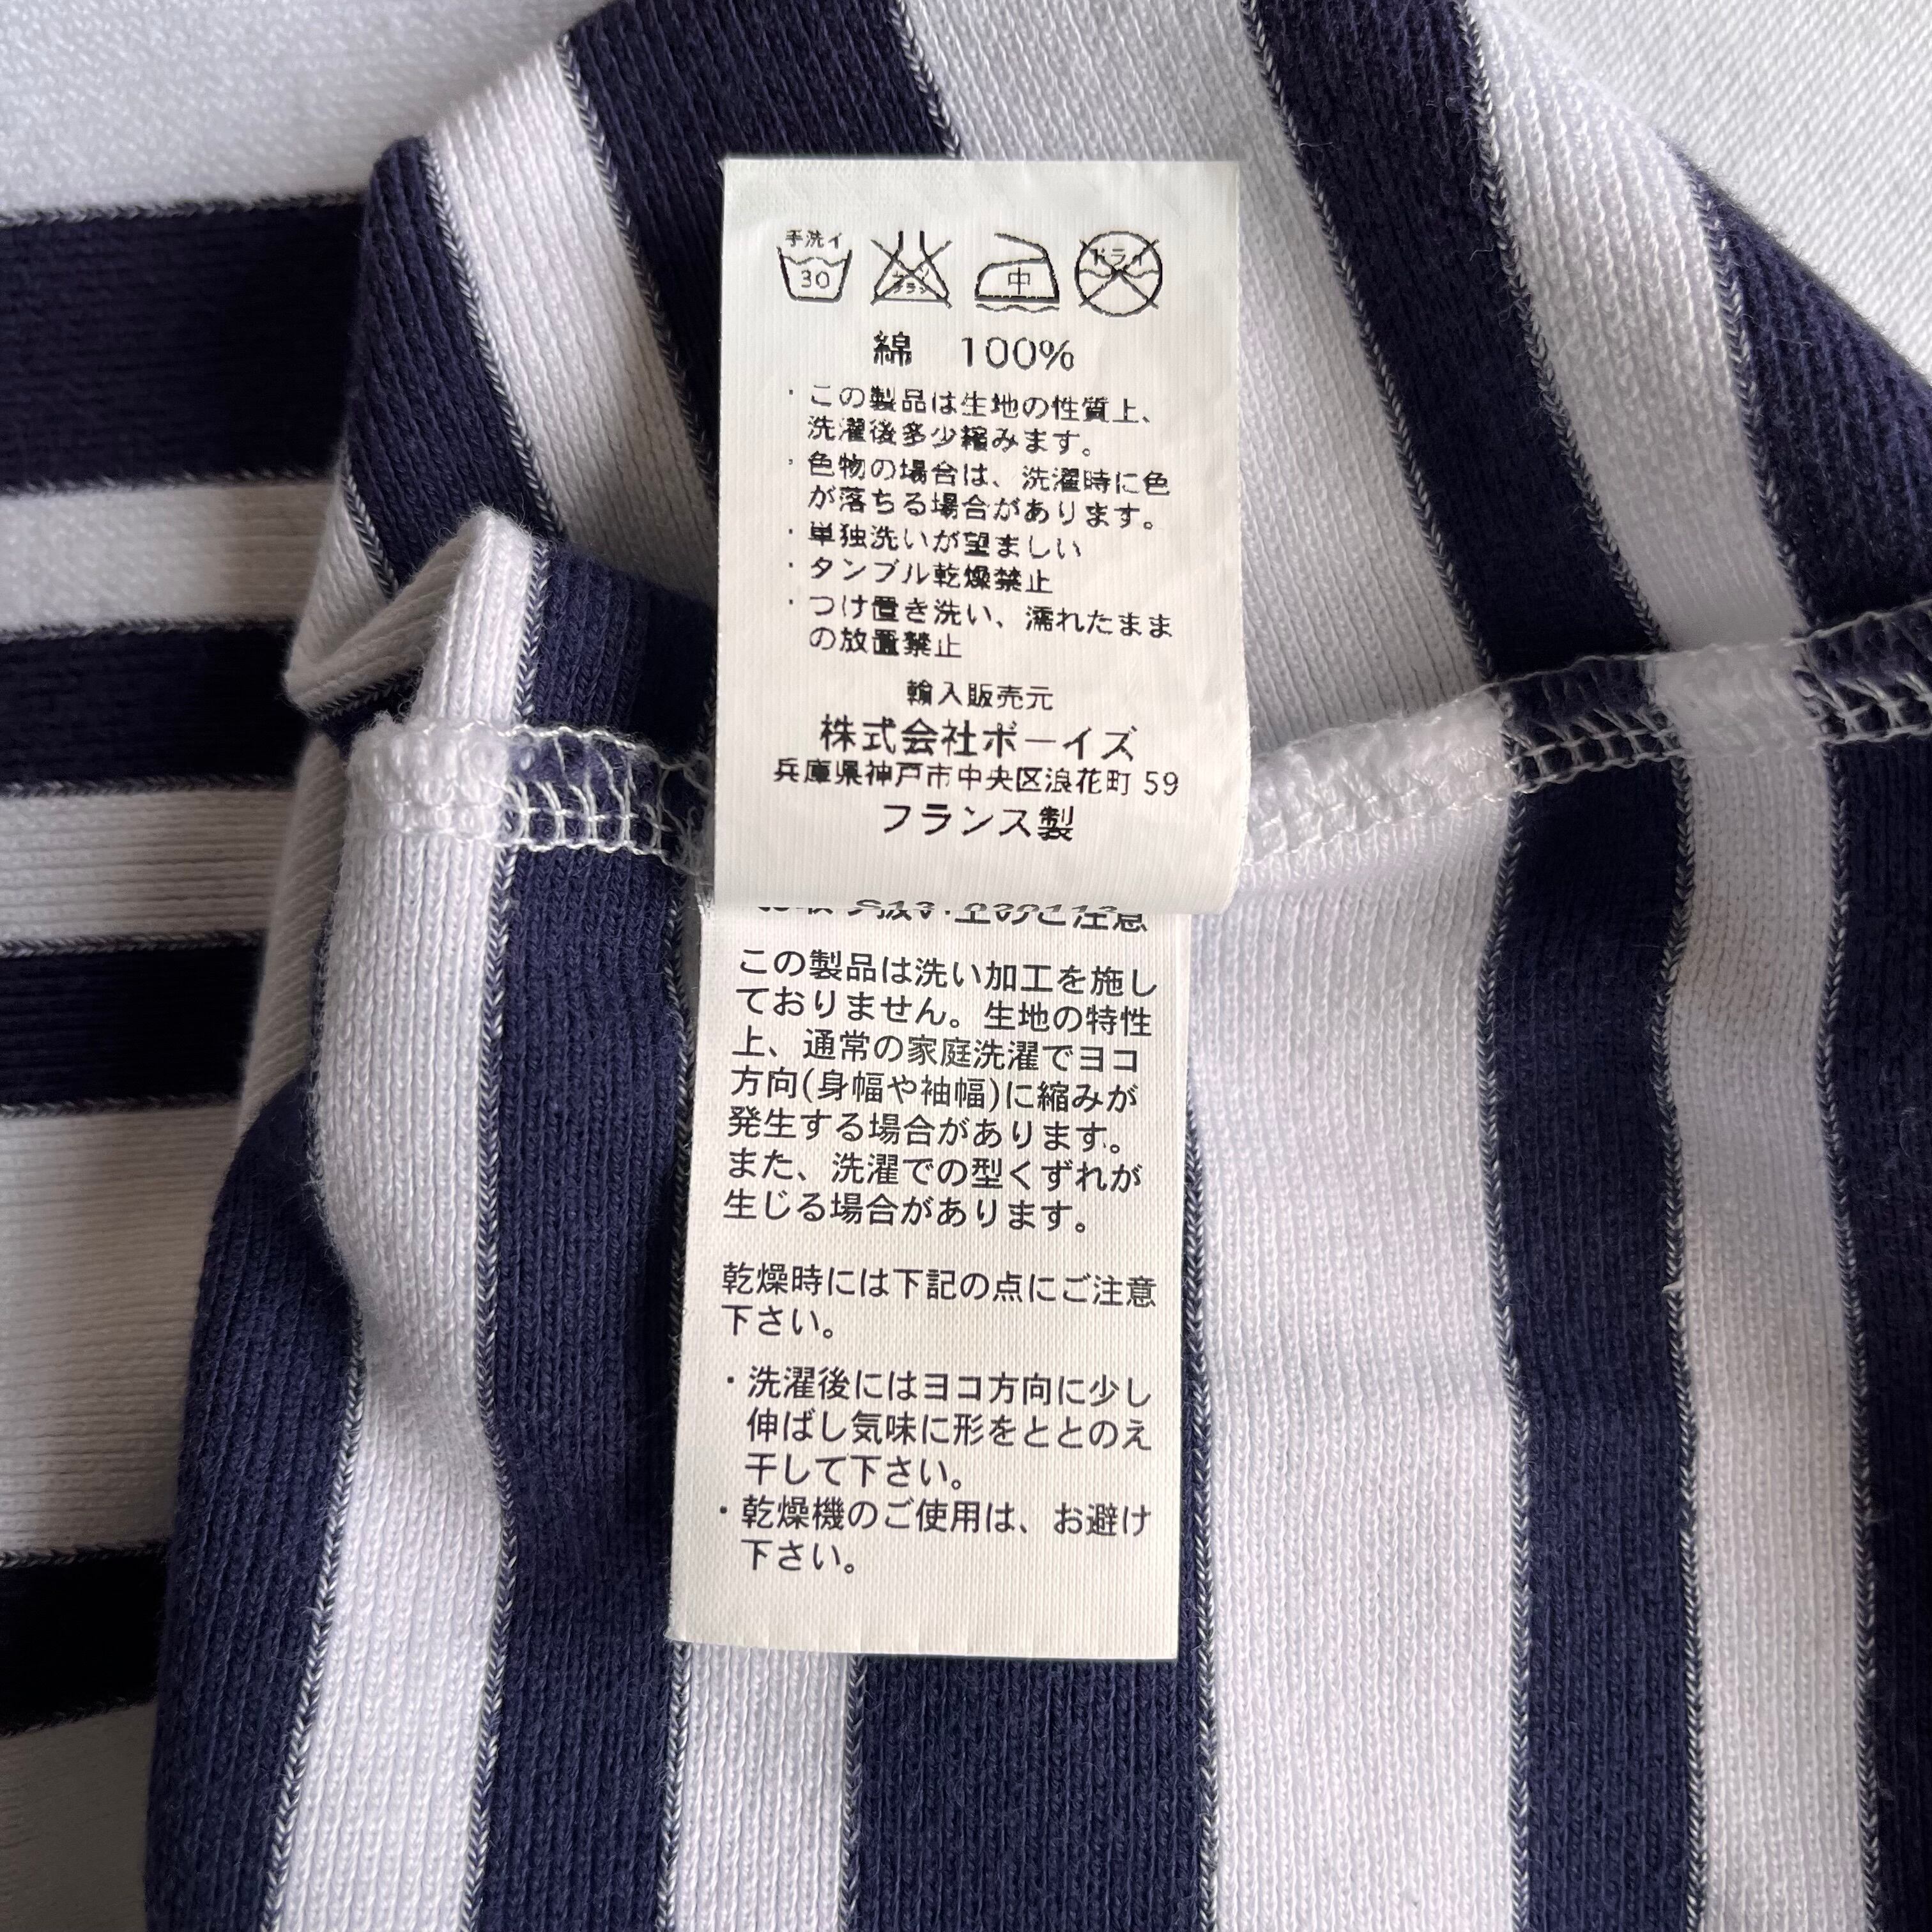 手洗イ
30
中
ドライ
綿 100%
・この製品は生地の性質上、
洗濯後多少縮みます。
・色物の場合は、洗濯時に色
が落ちる場合があります。
・単独洗いが望ましい
・タンブル乾燥禁止
・つけ置き洗い、濡れたまま
の放置禁止
輸入販売元
株式会社ボーイズ
兵庫県神戸市中央区浪花町 59
フランス製
上のご注意
この製品は洗い加工を施し
ておりません。生地の特性
上、通常の家庭洗濯でヨコ
方向(身幅や袖幅)に縮みが
発生する場合があります。
また、洗濯での型くずれが
生じる場合があります。
乾燥時には下記の点にご注意
下さい。
・洗濯後にはヨコ方向に少し
伸ばし気味に形をととのえ
干して下さい。
・乾燥機のご使用は、お避け
下さい。